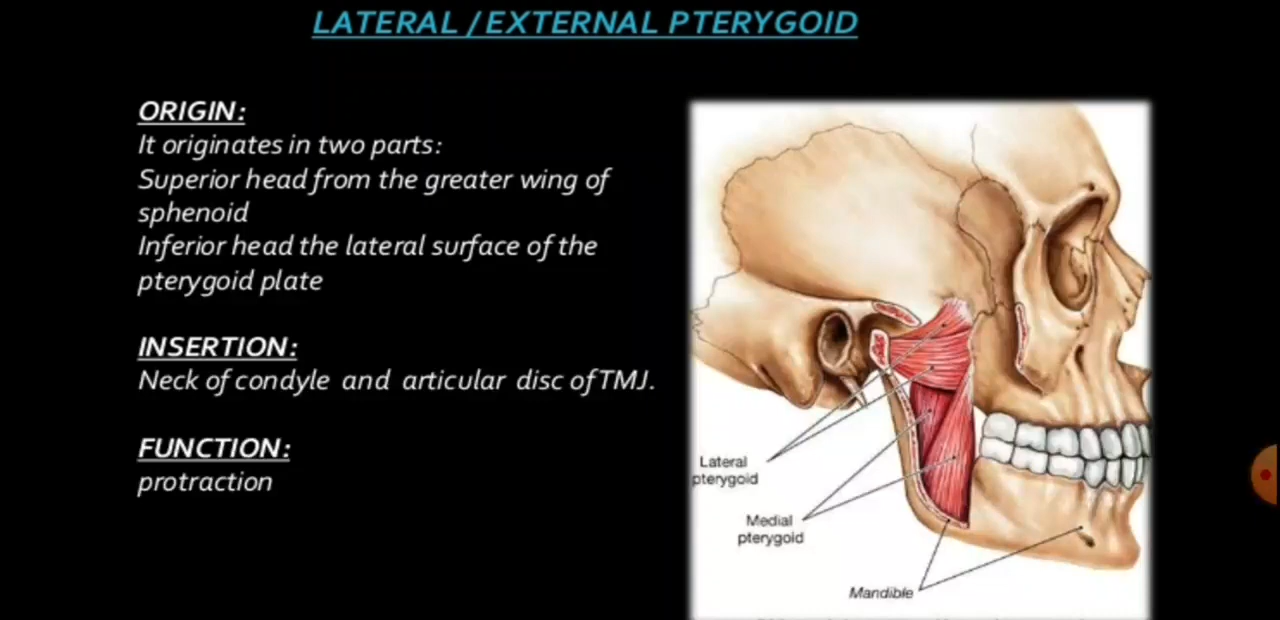 LATERAL / EXTERNAL PTERYGOID
ORIGIN:
It originates in two parts:
Superior head from the greater wing of
sphenoid
Inferior head the lateral surface of the
pterygoid plate
INSERTION:
Neck of condyle and articular disc of TMJ.
FUNCTION:
protraction
Lateral
pterygoid
Medial
pterygoid
Mandible